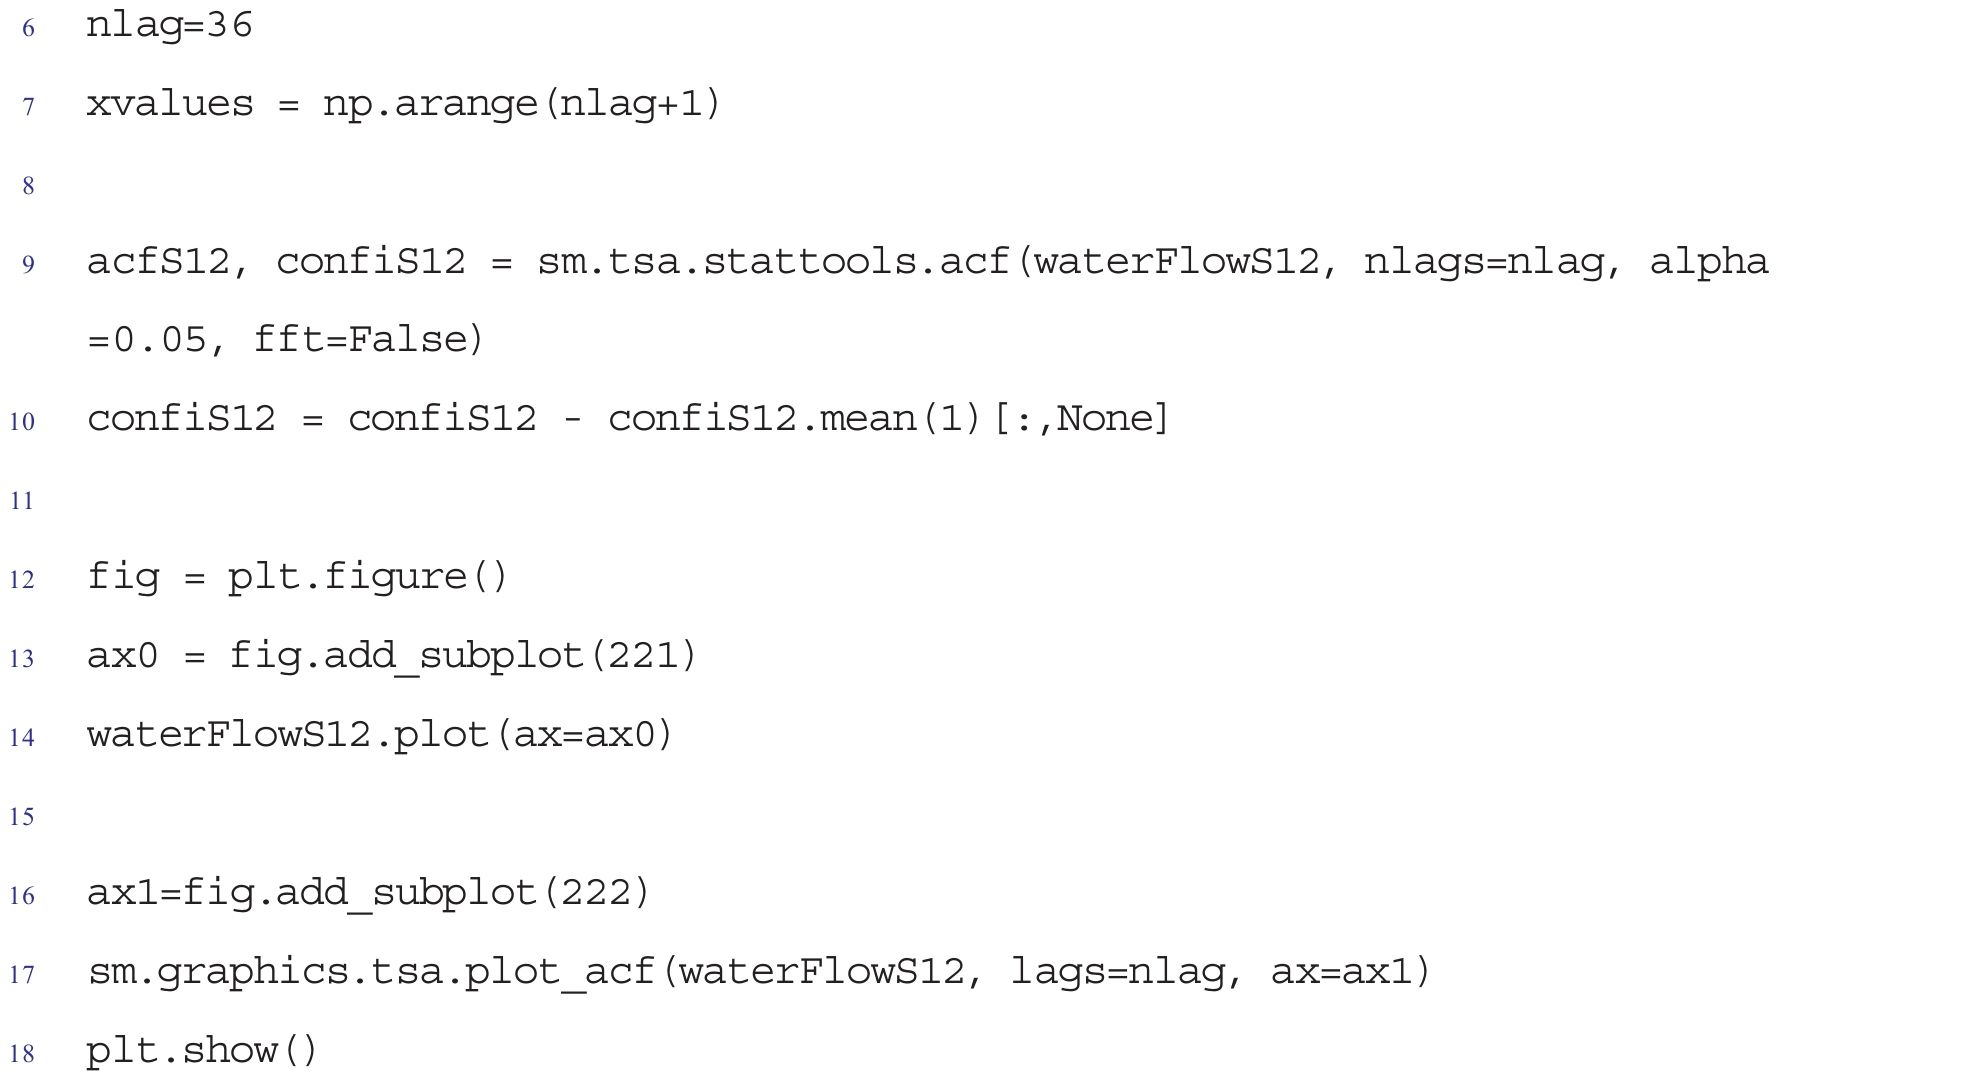 6 nlag=36
7 xvalues = np.arange(nlag+1)
8
9 acfS12, confiS12 = sm.tsa.stattools.acf(waterFlowS12, nlags=nlag, alpha
=0.05, fft=False)
10 confiS12 = confiS12 - confiS12.mean(1)[:,None]
11
12 fig = plt.figure()
13 ax0 = fig.add_subplot(221)
14 waterFlowS12.plot(ax=ax0)
15
16 ax1=fig.add_subplot(222)
17 sm.graphics.tsa.plot_acf(waterFlowS12, lags=nlag, ax=ax1)
18 plt.show()